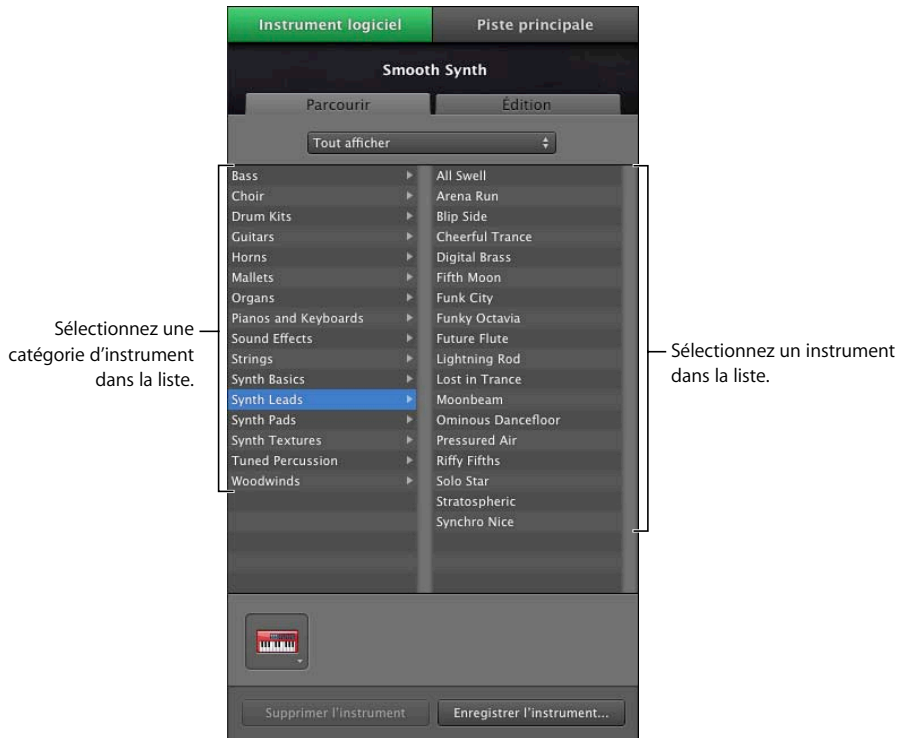 Instrument logiciel
Piste principale
Smooth Synth
Parcourir
Édition
Tout afficher
Bass
Choir
Drum Kits
Guitars
Horns
Mallets
Organs
Pianos and Keyboards
Sound Effects
Strings
Synth Basics
Synth Leads
Synth Pads
Synth Textures
Tuned Percussion
Woodwinds
All Swell
Arena Run
Blip Side
Cheerful Trance
Digital Brass
Fifth Moon
Funk City
Funky Octavia
Future Flute
Lightning Rod
Lost in Trance
Moonbeam
Ominous Dancefloor
Pressured Air
Riffy Fifths
Solo Star
Stratospheric
Synchro Nice
Sélectionnez une
catégorie d’instrument
dans la liste.
Sélectionnez un instrument
dans la liste.
Supprimer l’instrument
Enregistrer l’instrument...